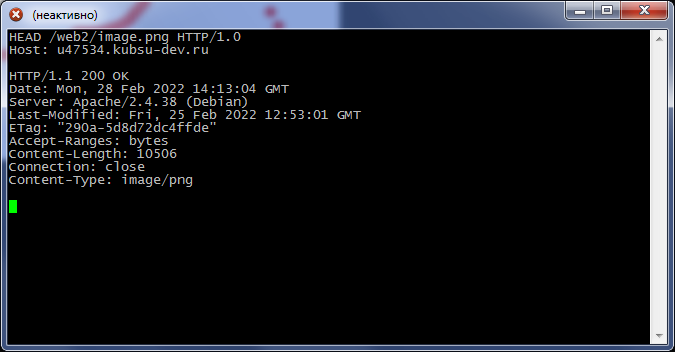 (неактивно)
HEAD /web2/image.png HTTP/1.0
Host: u47534.kubsu-dev.ru
HTTP/1.1 200 OK
Date: Mon, 28 Feb 2022 14:13:04 GMT
Server: Apache/2.4.38 (Debian)
Last-Modified: Fri, 25 Feb 2022 12:53:01 GMT
ETag: "290a-5d8d72dc4ffde"
Accept-Ranges: bytes
Content-Length: 10506
Connection: close
Content-Type: image/png